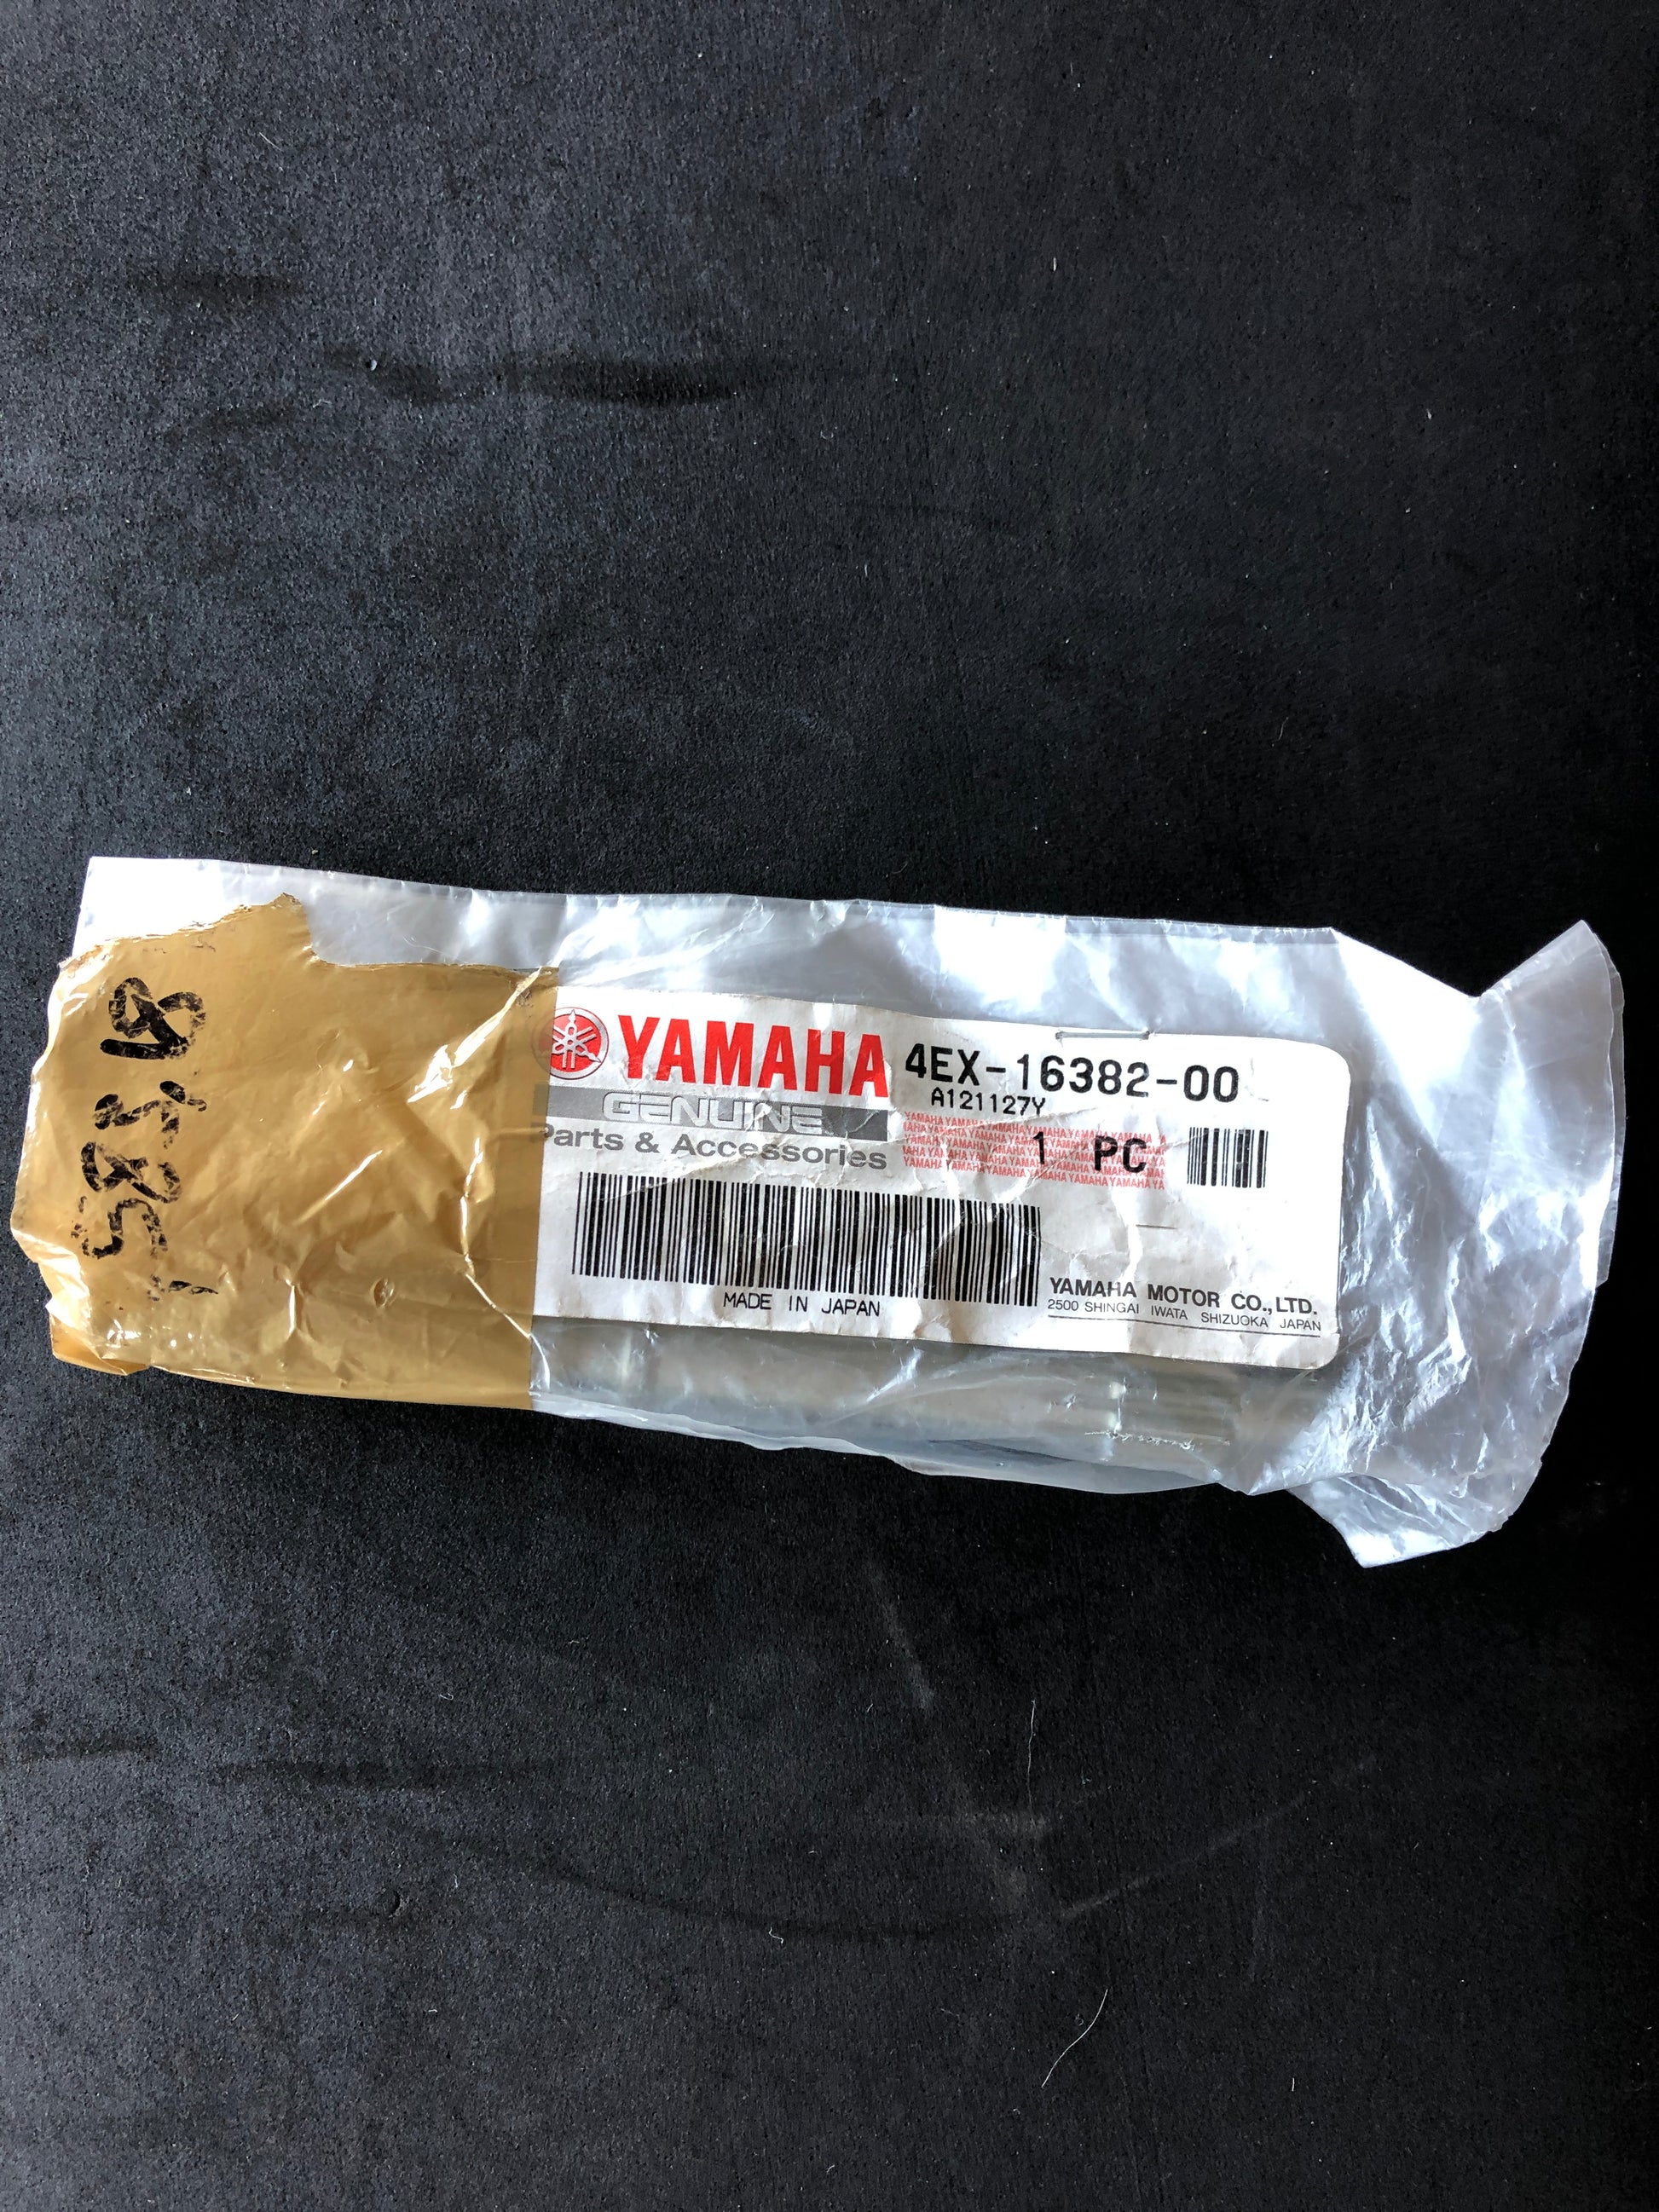 YAMAHA
GENUINE
Parts & Accessories
4EX-16382-00
A121127Y
1 PC
MADE IN JAPAN
YAMAHA MOTOR CO.,LTD.
2500 SHINGAI IWATA SHIZUOKA JAPAN